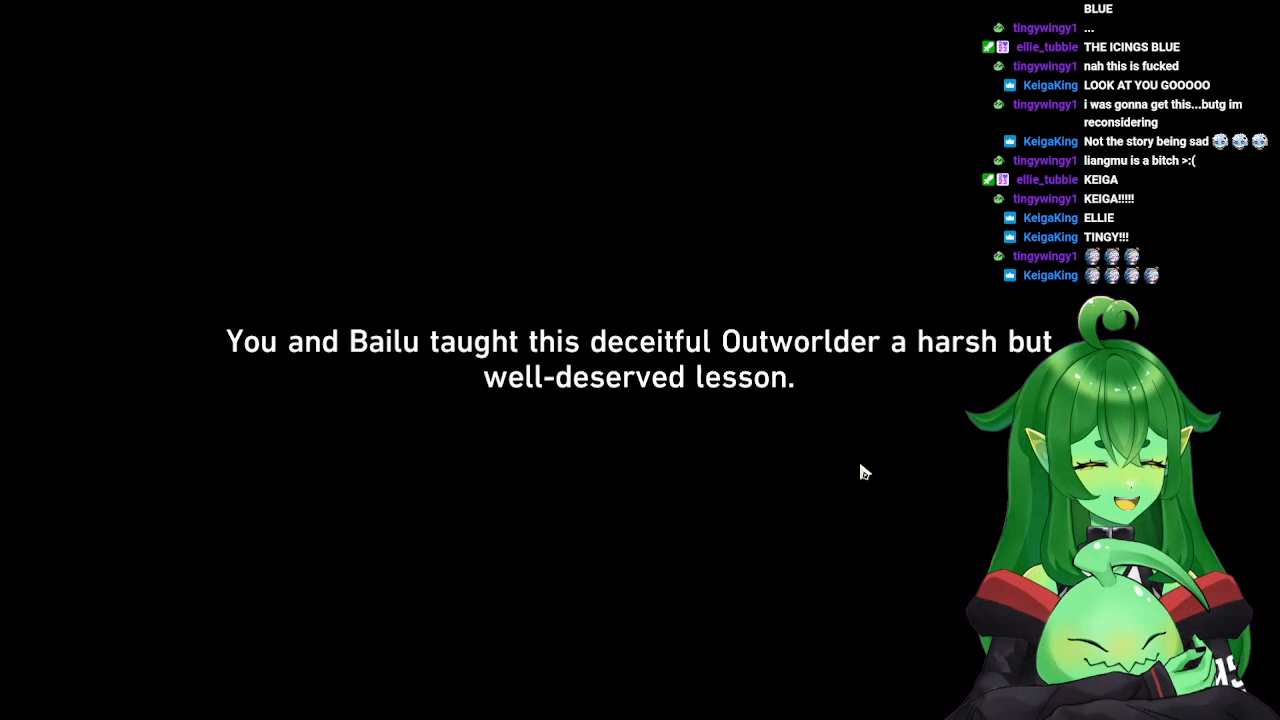 BLUE
tingywingy1 ...
ellie_tubbie THE ICINGS BLUE
tingywingy1 nah this is fucked
KeigaKing LOOK AT YOU GOOOOO
tingywingy1 i was gonna get this...butg im
reconsidering
KeigaKing Not the story being sad
tingywingy1 liangmu is a bitch >:(
ellie_tubbie KEIGA
tingywingy1 KEIGA!!!!!
KeigaKing ELLIE
KeigaKing TINGY!!!
tingywingy1
KeigaKing
You and Bailu taught this deceitful Outworlder a harsh but
well-deserved lesson.